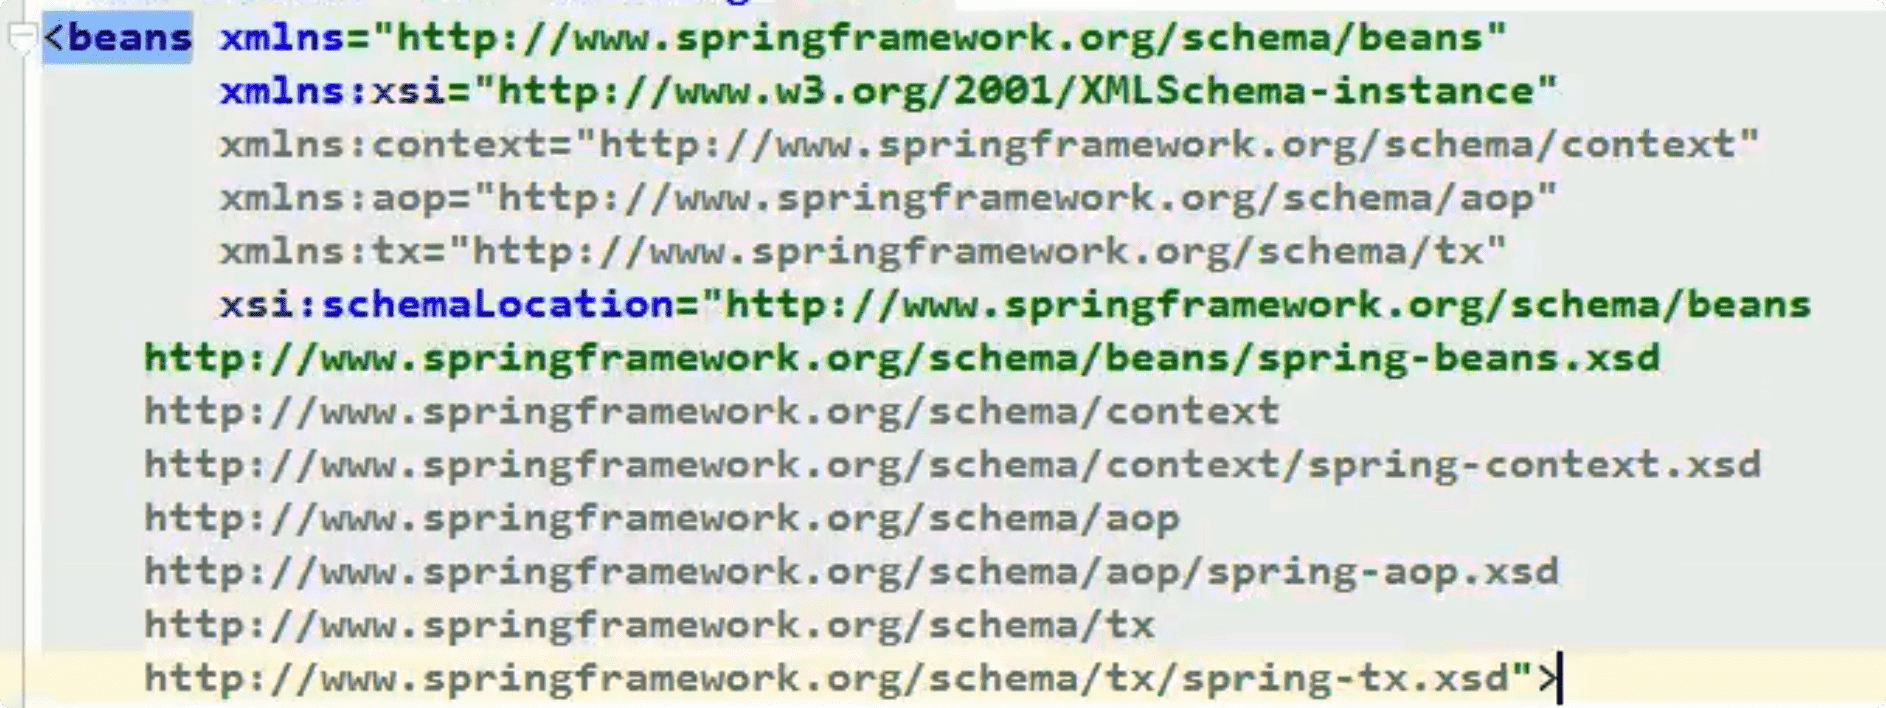 <beans xmlns="http://www.springframework.org/schema/beans"
xmlns:xsi="http://www.w3.org/2001/XMLSchema-instance"
xmlns:context="http://www.springframework.org/schema/context"
xmlns:aop="http://www.springframework.org/schema/aop"
xmlns:tx="http://www.springframework.org/schema/tx"
xsi:schemaLocation="http://www.springframework.org/schema/beans
http://www.springframework.org/schema/beans/spring-beans.xsd
http://www.springframework.org/schema/context
http://www.springframework.org/schema/context/spring-context.xsd
http://www.springframework.org/schema/aop
http://www.springframework.org/schema/aop/spring-aop.xsd
http://www.springframework.org/schema/tx
http://www.springframework.org/schema/tx/spring-tx.xsd">